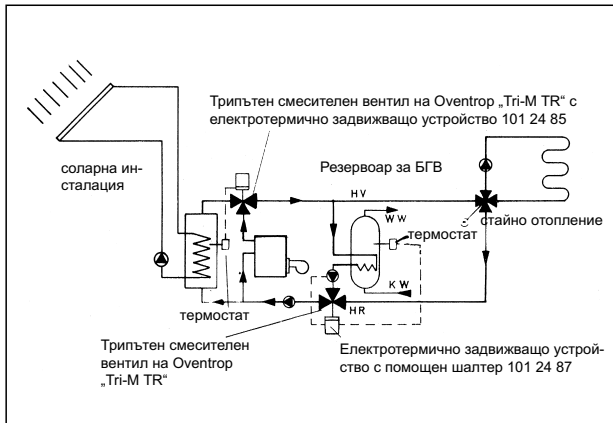 Трипътен смесителен вентил на Oventrop „Tri-M TR“ с
електротермично задвижващо устройство 101 24 85
соларна ин-
сталация
Резервоар за БГВ
HV
WW
термостат
стайно отопление
KW
термостат
HR
Трипътен смесителен
вентил на Oventrop
„Tri-M TR“
Електротермично задвижващо устрой-
ство с помощен шалтер 101 24 87